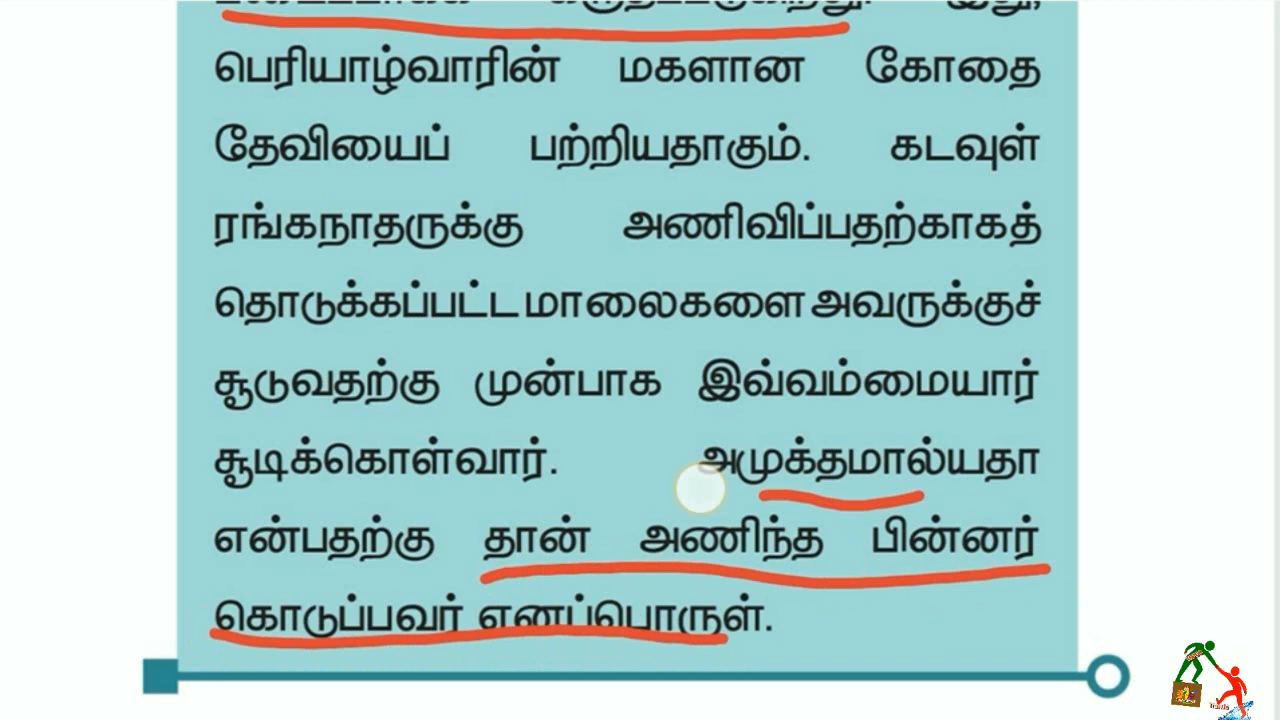 பெரியாழ்வாரின் மகளான கோதை
தேவியைப் பற்றியதாகும். கடவுள்
ரங்கநாதருக்கு அணிவிப்பதற்காகத்
தொடுக்கப்பட்ட மாலைகளை அவருக்குச்
சூடுவதற்கு முன்பாக இவ்வம்மையார்
சூடிக்கொள்வார். அமுக்தமால்யதா
என்பதற்கு தான் அணிந்த பின்னர்
கொடுப்பவர் எனப்பொருள்.